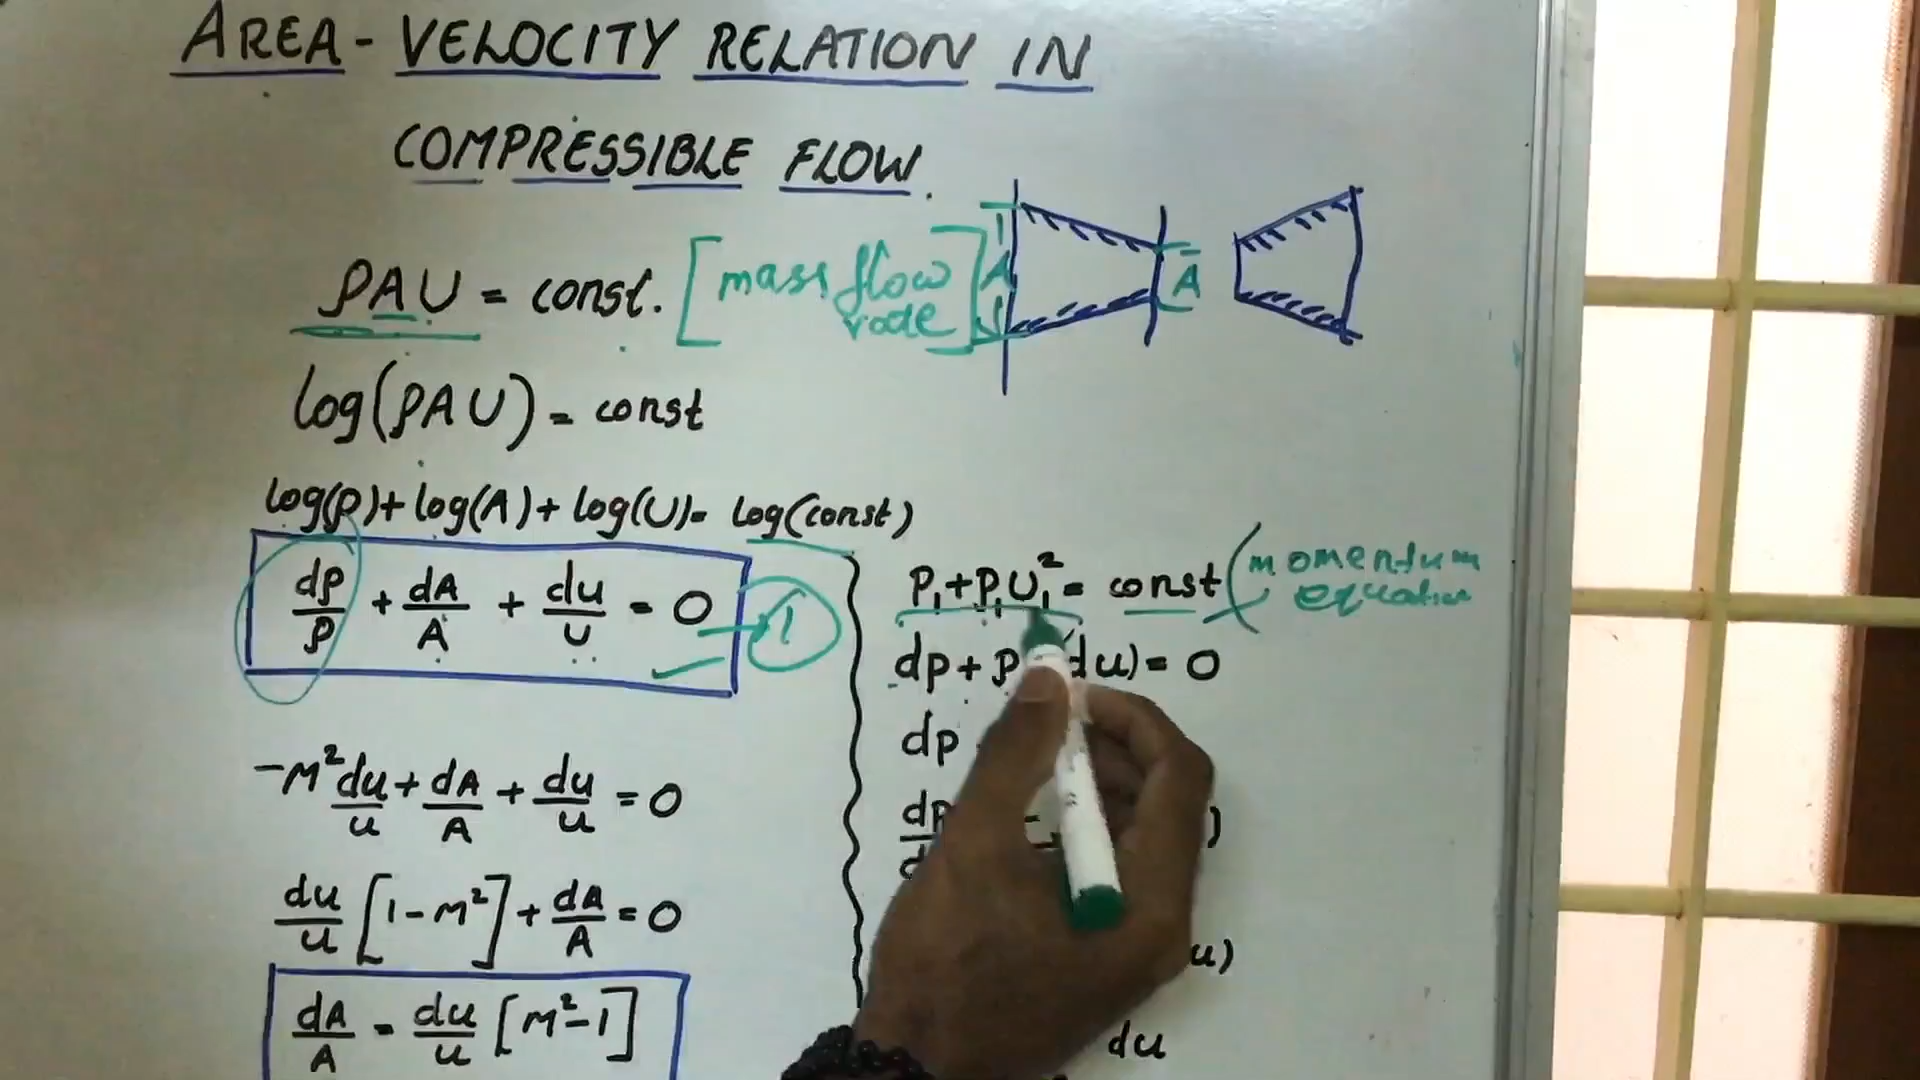 AREA-VELOCITY RELATION IN
COMPRESSIBLE FLOW.
ρAU = const. [mass flow
rate]
A
A
log(ρAU) = const
log(ρ)+log(A)+log(U)= log(const)
dρ/ρ + dA/A + du/U = 0 → 1
-M² du/u + dA/A + du/u = 0
du/u [1-M²] + dA/A = 0
dA/A = du/u [M²-1]
P₁+ρ₁U₁² = const (momentum
equation
dp+ρ du) = 0
dp
dp
)
u)
du